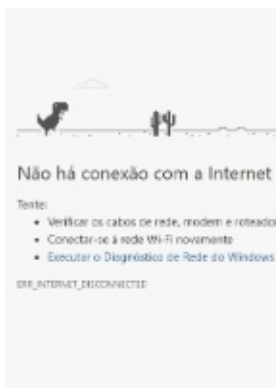 Não há conexão com a Internet
Tente:
Verificar os cabos de rede, modem e roteador
Conectar-se à rede Wi-Fi novamente
Executar o Diagnóstico de Rede do Windows
ERR_INTERNET_DISCONNECTED